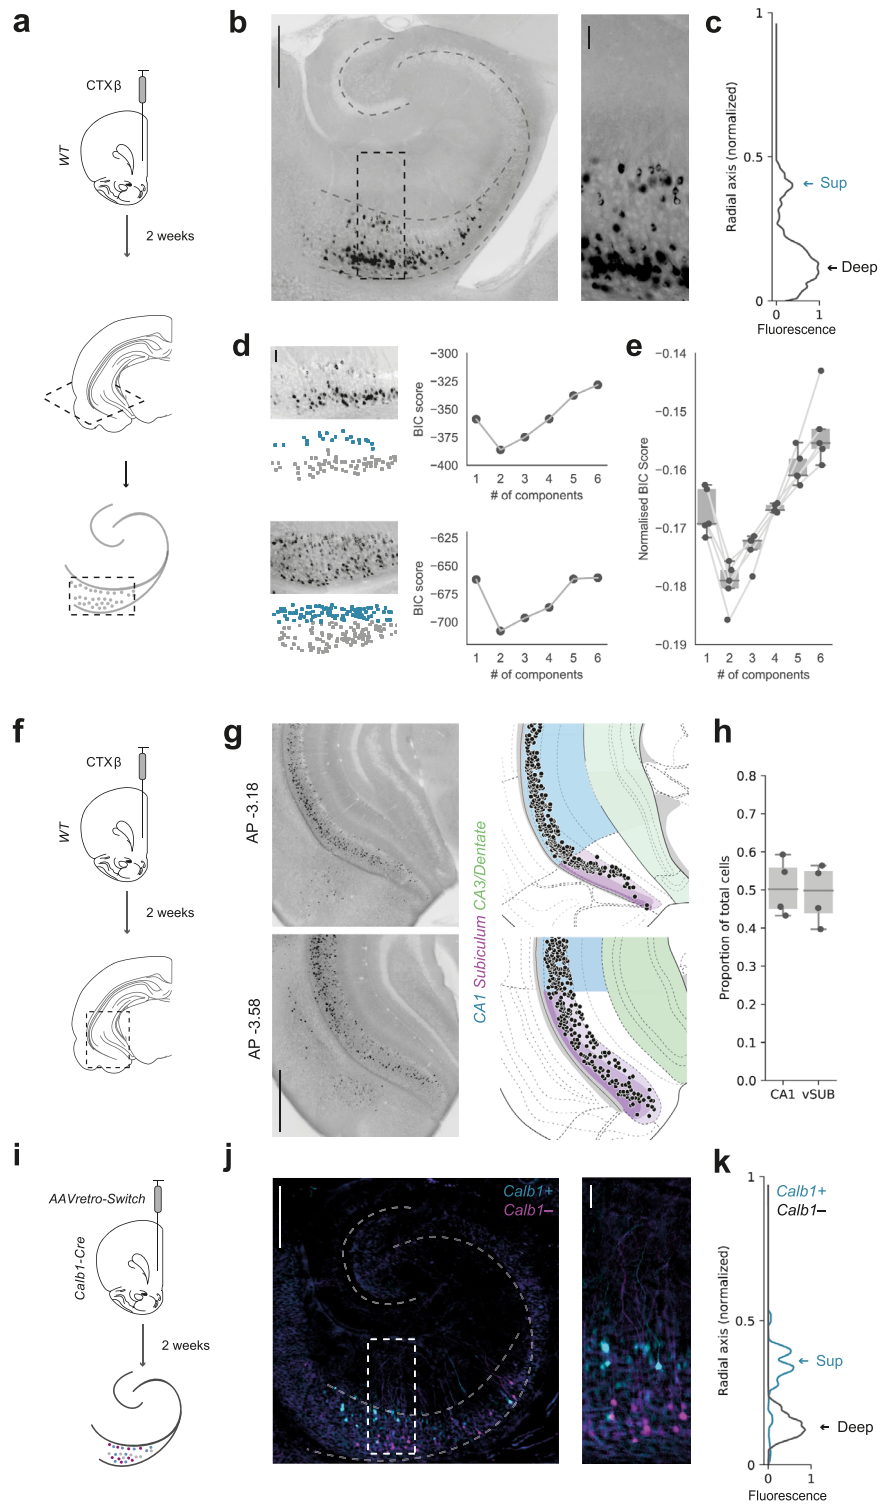 a
CTXβ
WT
2 weeks
b
c
1
0.5
0
Radial axis (normalized)
Sup
Deep
0
1
Fluorescence
d
−300
−325
−350
−375
−400
BIC score
1 2 3 4 5 6
# of components
−625
−650
−675
−700
BIC score
1 2 3 4 5 6
# of components
e
−0.14
−0.15
−0.16
−0.17
−0.18
−0.19
Normalised BIC Score
1 2 3 4 5 6
# of components
f
CTXβ
WT
2 weeks
g
AP -3.18
AP -3.58
CA1 Subiculum CA3/Dentate
h
0.8
0.7
0.6
0.5
0.4
0.3
0.2
0.1
0.0
Proportion of total cells
CA1 vSUB
i
AAVretro-Switch
Calb1-Cre
2 weeks
j
Calb1+
Calb1−
k
1
Calb1+
Calb1−
0.5
0
Radial axis (normalized)
Sup
Deep
0 1
Fluorescence